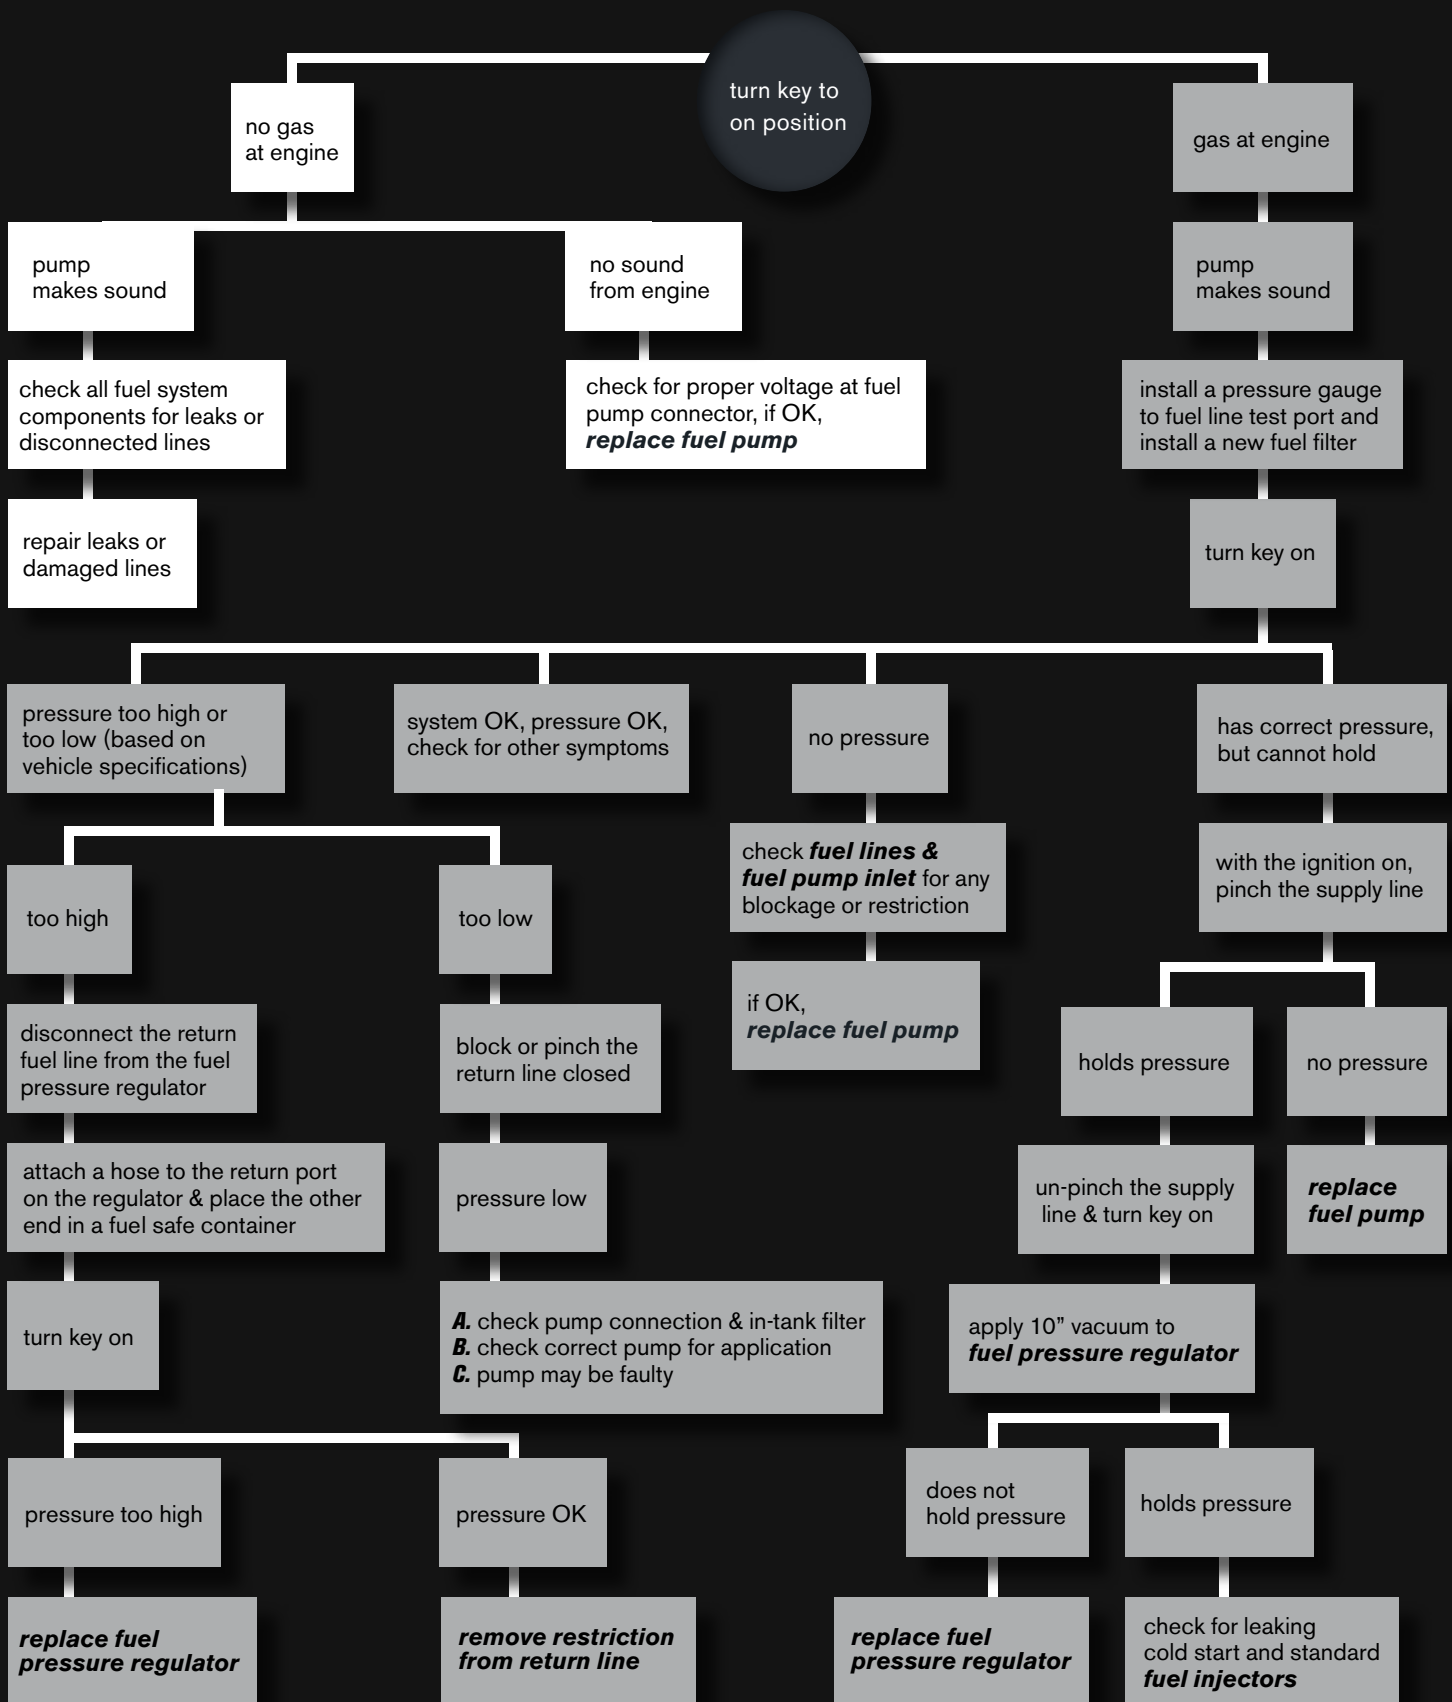 turn key to
on position
no gas
at engine
gas at engine
pump
makes sound
no sound
from engine
pump
makes sound
check all fuel system
components for leaks or
disconnected lines
check for proper voltage at fuel
pump connector, if OK,
replace fuel pump
install a pressure gauge
to fuel line test port and
install a new fuel filter
repair leaks or
damaged lines
turn key on
pressure too high or
too low (based on
vehicle specifications)
system OK, pressure OK,
check for other symptoms
no pressure
has correct pressure,
but cannot hold
too high
too low
check fuel lines &
fuel pump inlet for any
blockage or restriction
with the ignition on,
pinch the supply line
disconnect the return
fuel line from the fuel
pressure regulator
block or pinch the
return line closed
if OK,
replace fuel pump
holds pressure
no pressure
attach a hose to the return port
on the regulator & place the other
end in a fuel safe container
pressure low
un-pinch the supply
line & turn key on
replace
fuel pump
turn key on
A. check pump connection & in-tank filter
B. check correct pump for application
C. pump may be faulty
apply 10” vacuum to
fuel pressure regulator
pressure too high
pressure OK
does not
hold pressure
holds pressure
replace fuel
pressure regulator
remove restriction
from return line
replace fuel
pressure regulator
check for leaking
cold start and standard
fuel injectors